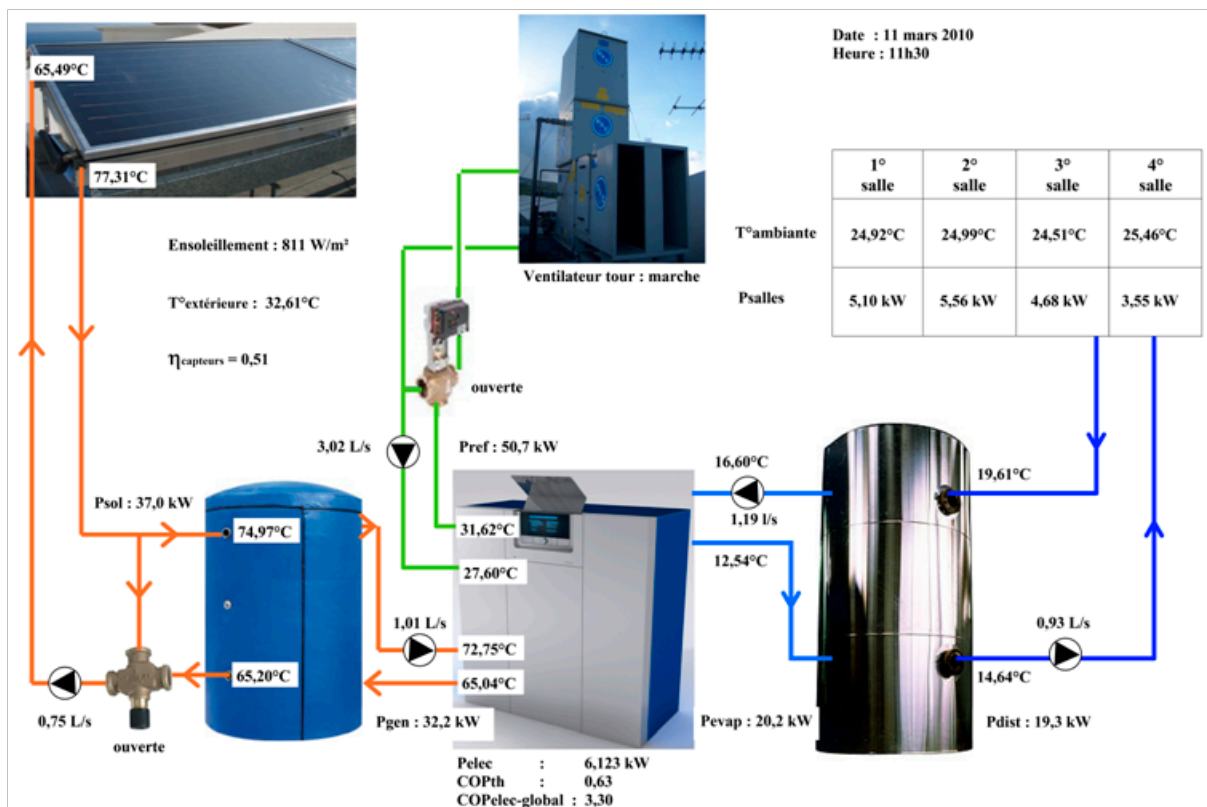 Date : 11 mars 2010
Heure : 11h30
65,49°C
77,31°C
Ensoleillement : 811 W/m²
T°extérieure : 32,61°C
ηcapteurs = 0,51
Ventilateur tour : marche
1° salle
2° salle
3° salle
4° salle
T°ambiante 24,92°C 24,99°C 24,51°C 25,46°C
Psalles 5,10 kW 5,56 kW 4,68 kW 3,55 kW
ouverte
3,02 L/s
Pref : 50,7 kW
16,60°C
19,61°C
Psol : 37,0 kW
1,19 l/s
74,97°C
31,62°C
12,54°C
27,60°C
1,01 L/s
0,93 L/s
72,75°C
65,20°C
65,04°C
14,64°C
0,75 L/s
Pgen : 32,2 kW
Pevap : 20,2 kW
Pdist : 19,3 kW
ouverte
Pelec : 6,123 kW
COPth : 0,63
COPelec-global : 3,30